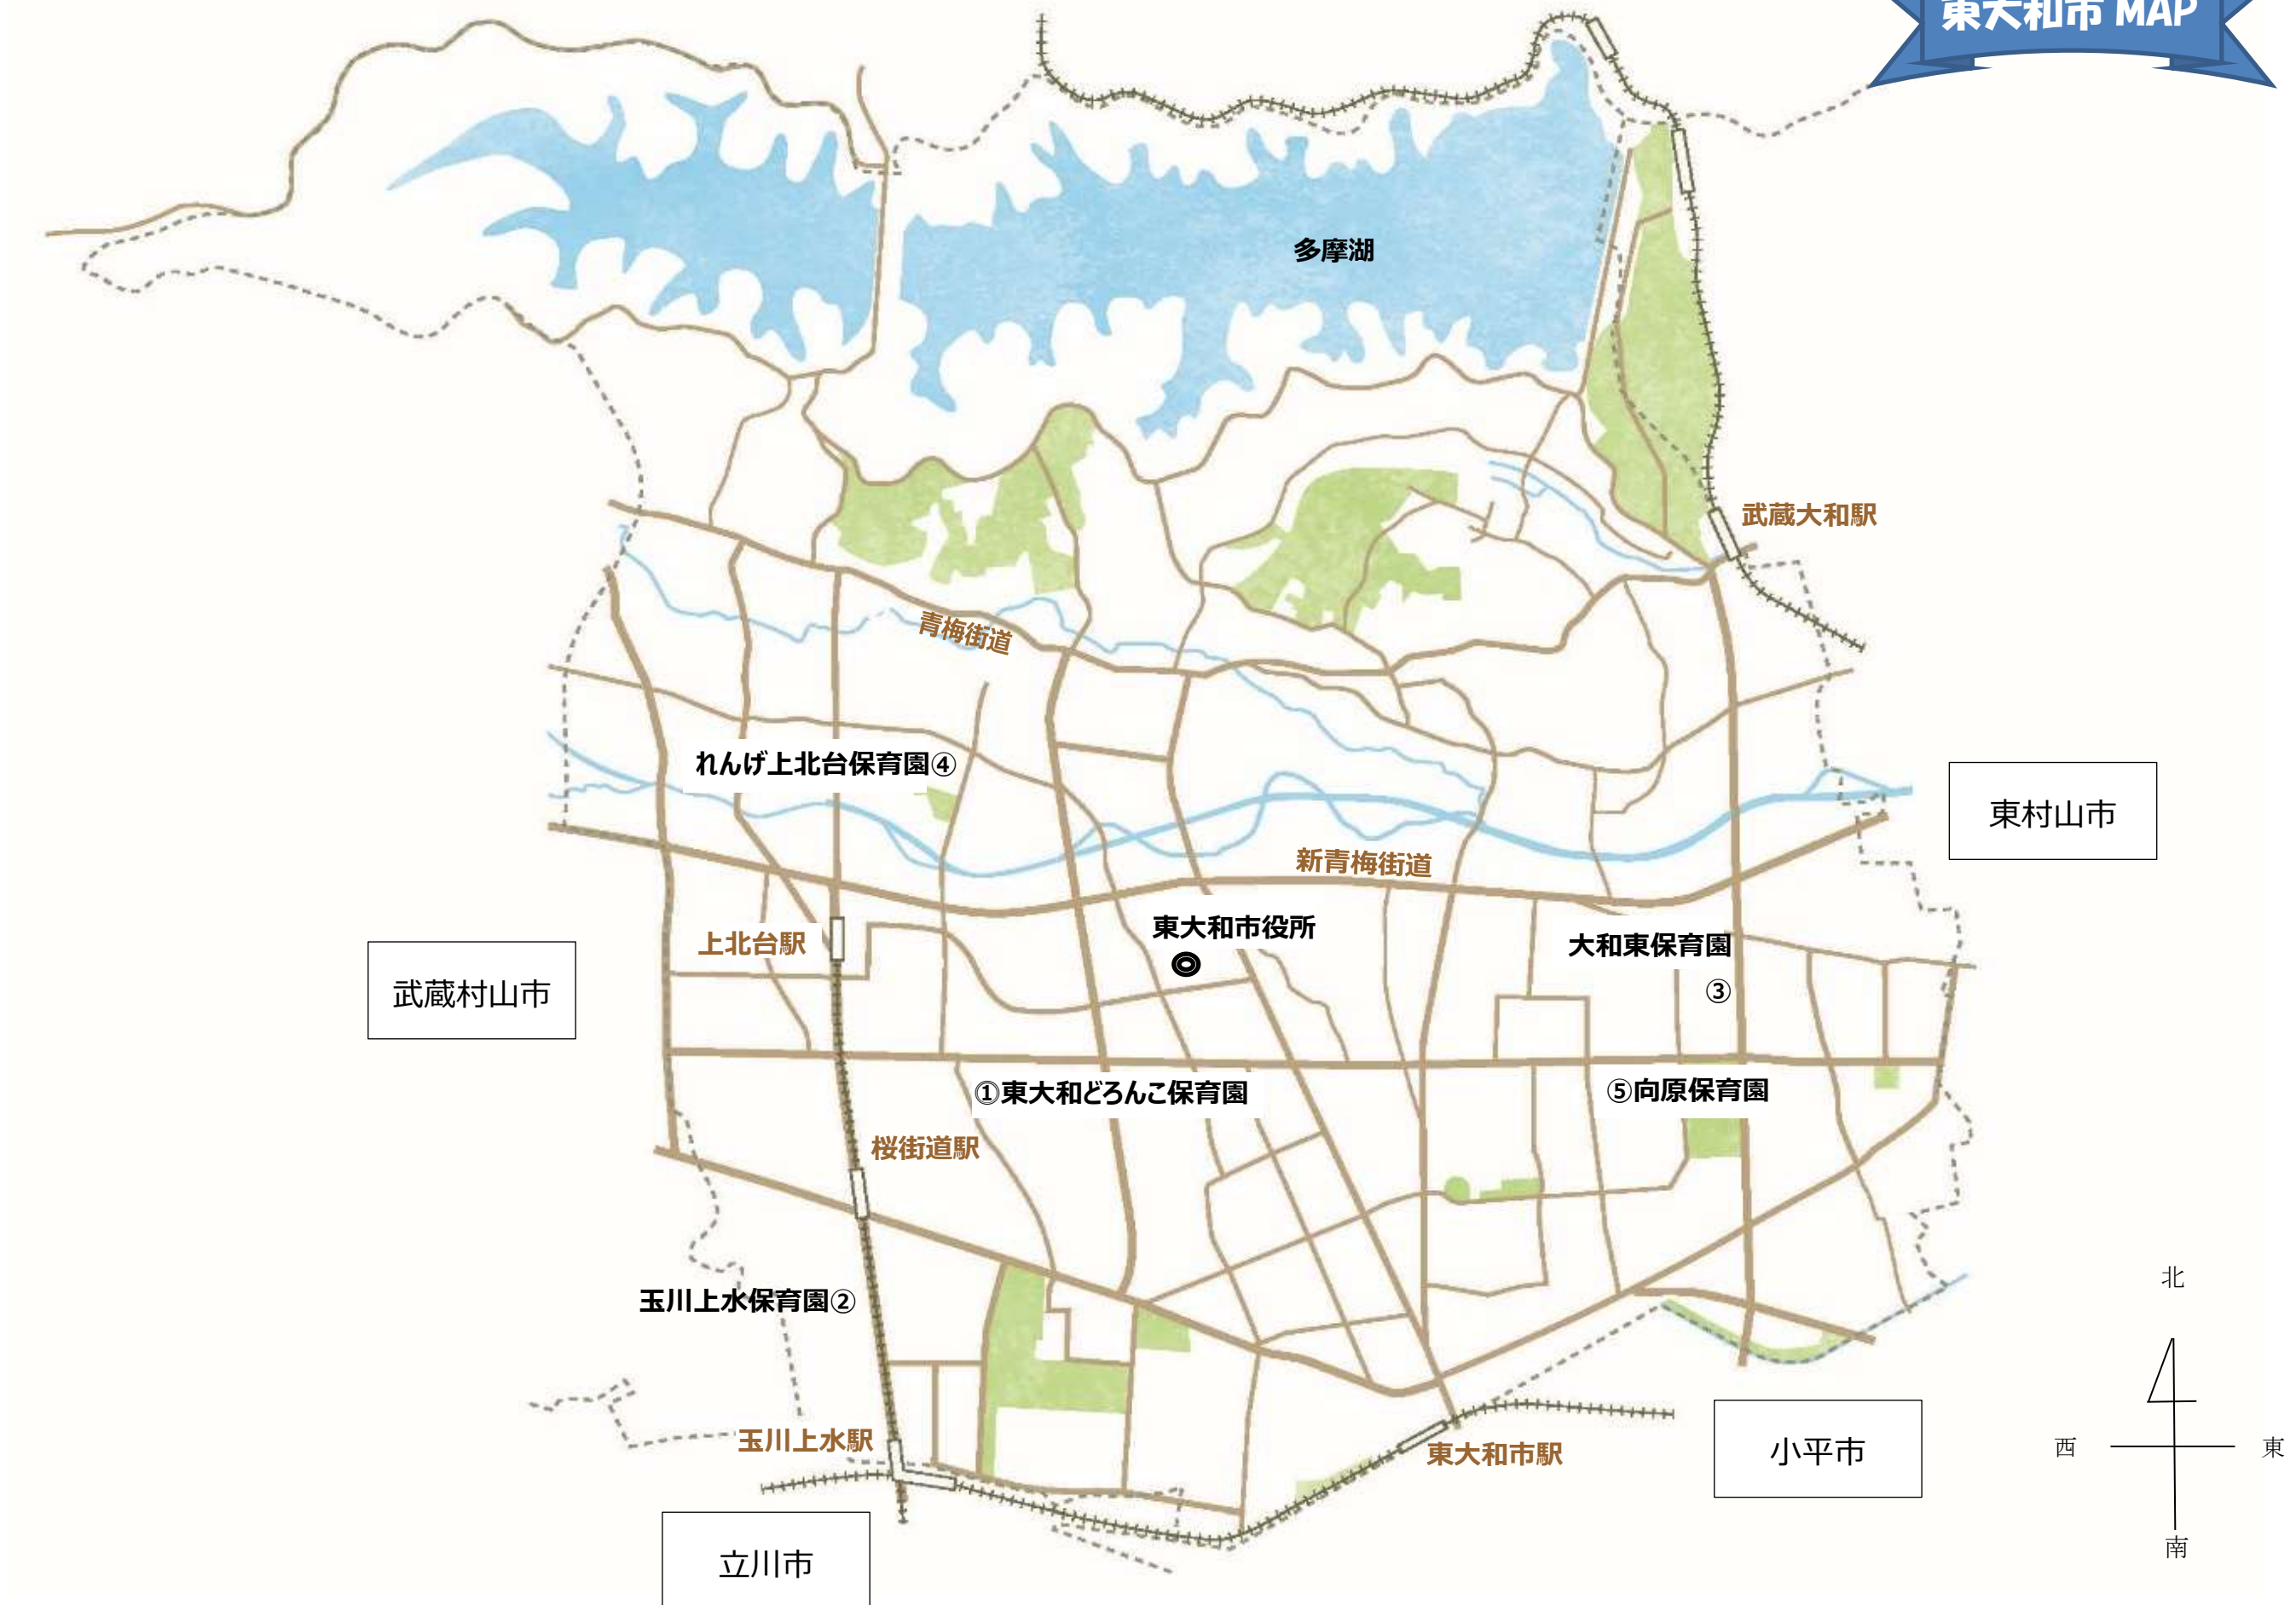 東大和市 MAP
多摩湖
武蔵大和駅
青梅街道
れんげ上北台保育園④
東村山市
新青梅街道
東大和市役所
上北台駅
大和東保育園
③
武蔵村山市
①東大和どろんこ保育園
⑤向原保育園
桜街道駅
玉川上水保育園②
北
西
東
南
玉川上水駅
東大和市駅
小平市
立川市